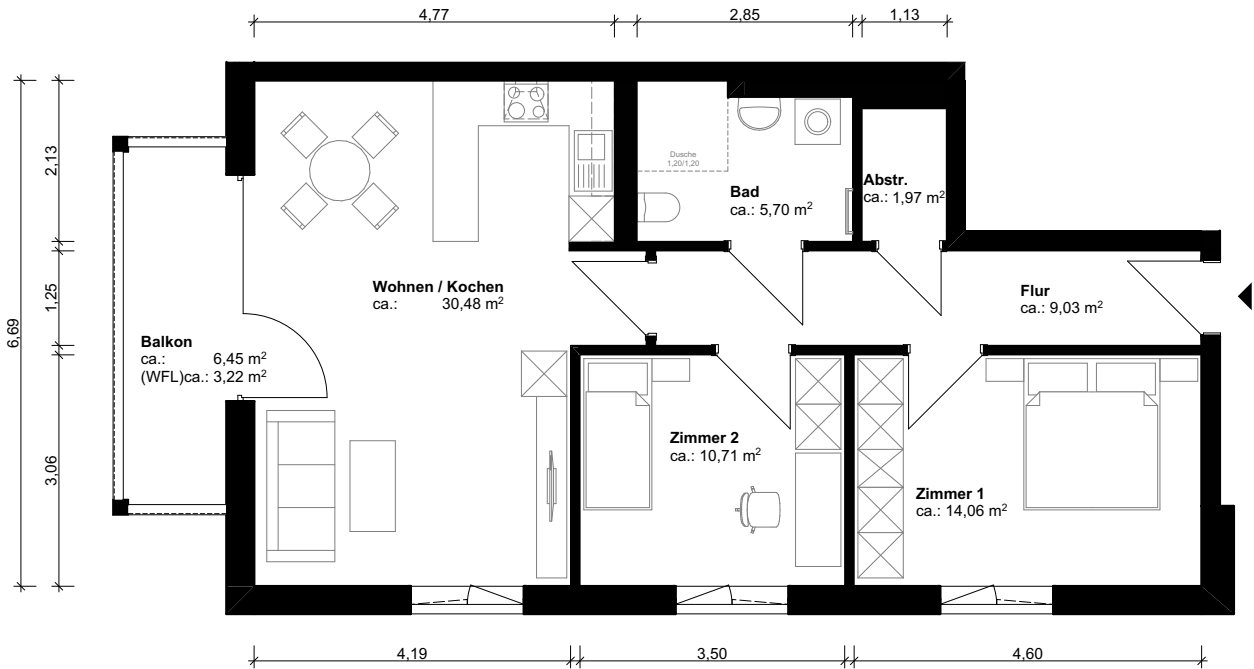 4,77
2,85
1,13
6,69
2,13
1,25
3,06
Dusche
1,20/1,20
Bad
ca.: 5,70 m²
Abstr.
ca.: 1,97 m²
Wohnen / Kochen
ca.: 30,48 m²
Flur
ca.: 9,03 m²
Balkon
ca.: 6,45 m²
(WFL)ca.: 3,22 m²
Zimmer 2
ca.: 10,71 m²
Zimmer 1
ca.: 14,06 m²
4,19
3,50
4,60